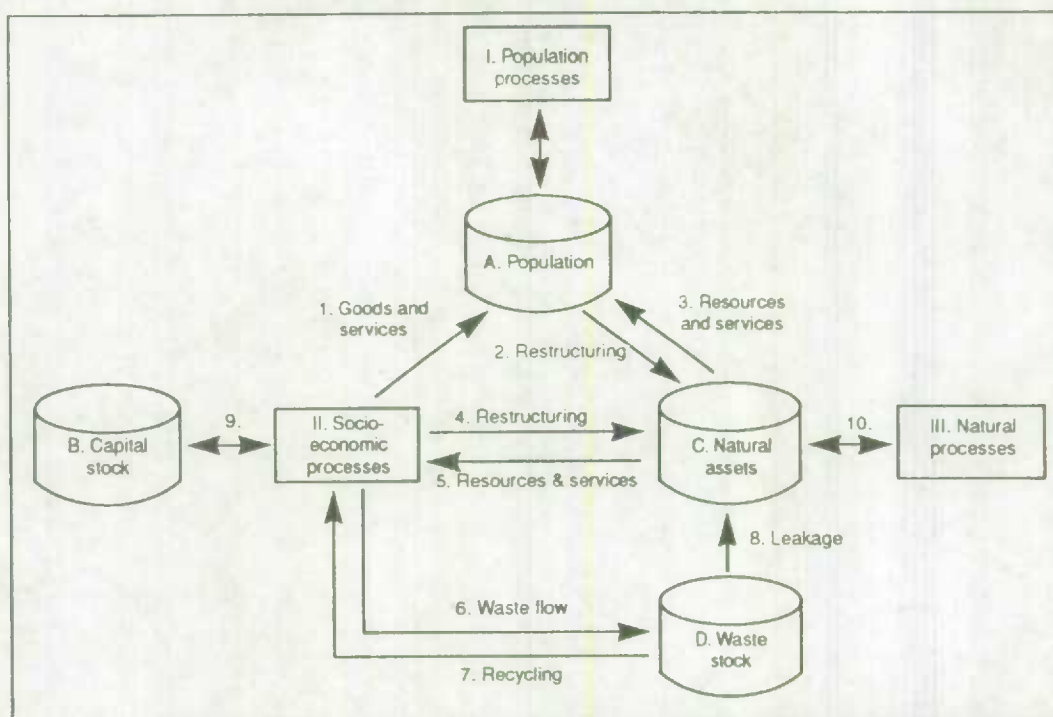 I. Population
processes
A. Population
1. Goods and
services
3. Resources
and services
2. Restructuring
B. Capital
stock
9.
II. Socio-
economic
processes
4. Restructuring
5. Resources & services
C. Natural
assets
10.
III. Natural
processes
8. Leakage
6. Waste flow
7. Recycling
D. Waste
stock